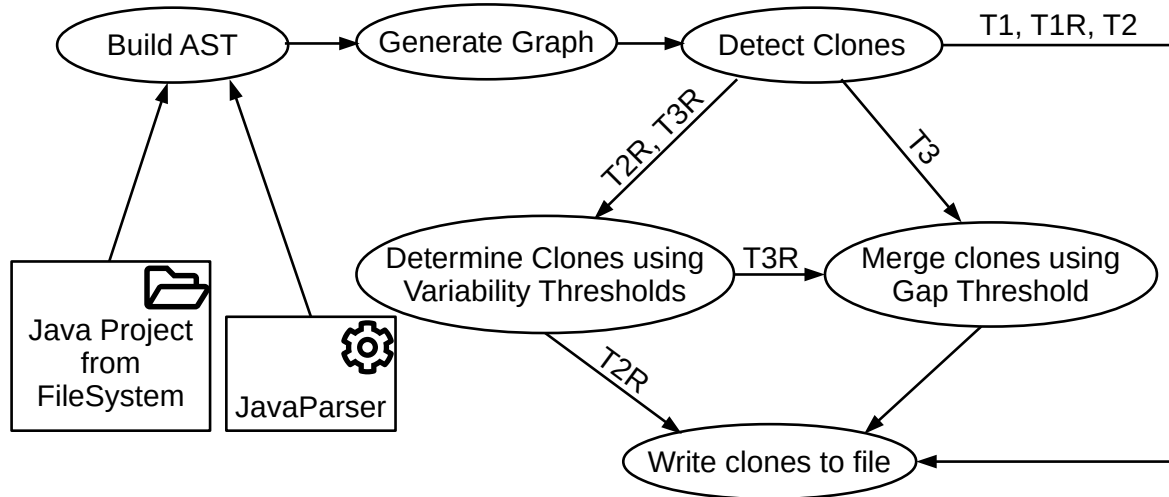 Build AST
Generate Graph
Detect Clones
T1, T1R, T2
T2R, T3R
T3
Determine Clones using
Variability Thresholds
T3R
Merge clones using
Gap Threshold
Java Project
from
FileSystem
JavaParser
T2R
Write clones to file